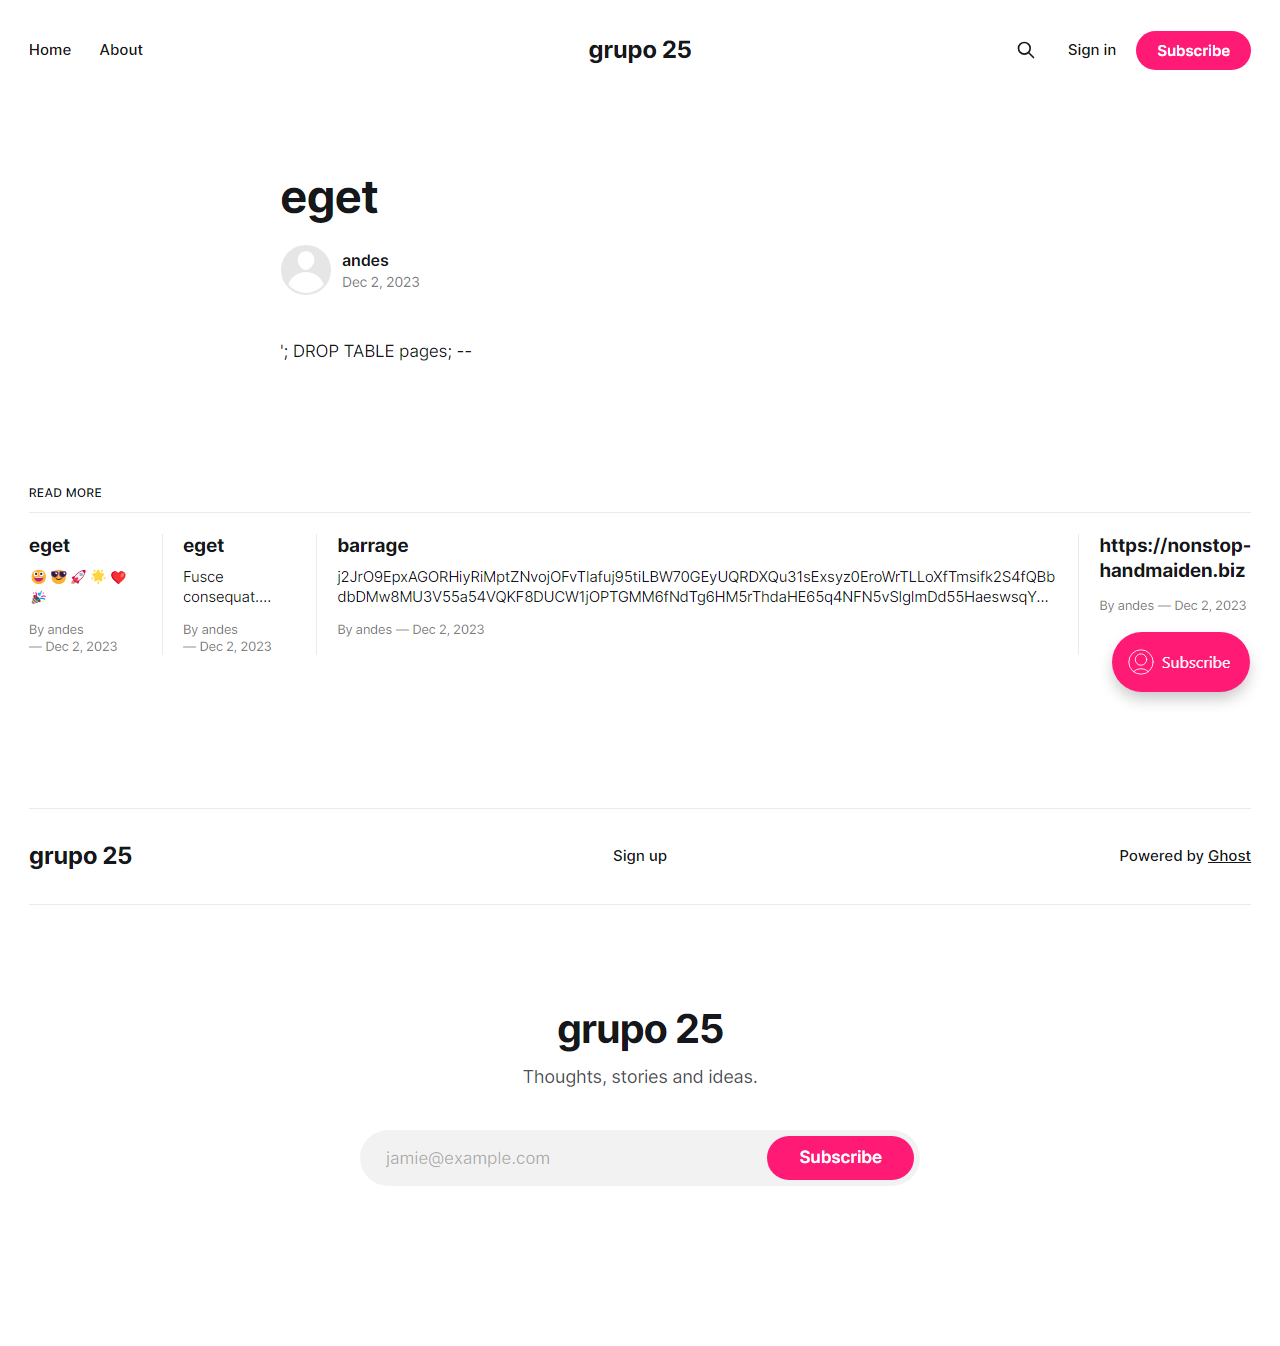 Home About grupo 25 Sign in Subscribe
eget
andes
Dec 2, 2023
'; DROP TABLE pages; --
READ MORE
eget
😀 😎 🚀 🌟 ❤️
🎉
By andes
— Dec 2, 2023
eget
Fusce
consequat....
By andes
— Dec 2, 2023
barrage
j2JrO9EpxAGORHiyRiMptZNvojOFvTlafuj95tiLBW70GEyUQRDXQu31sExsyz0EroWrTLLoXfTmsifk2S4fQBb
dbDMw8MU3V55a54VQKF8DUCW1jOPTGMM6fNdTg6HM5rThdaHE65q4NFN5vSlglmDd55HaeswsqY...
By andes — Dec 2, 2023
https://nonstop-
handmaiden.biz
By andes — Dec 2, 2023
Subscribe
grupo 25 Sign up Powered by Ghost
grupo 25
Thoughts, stories and ideas.
jamie@example.com Subscribe